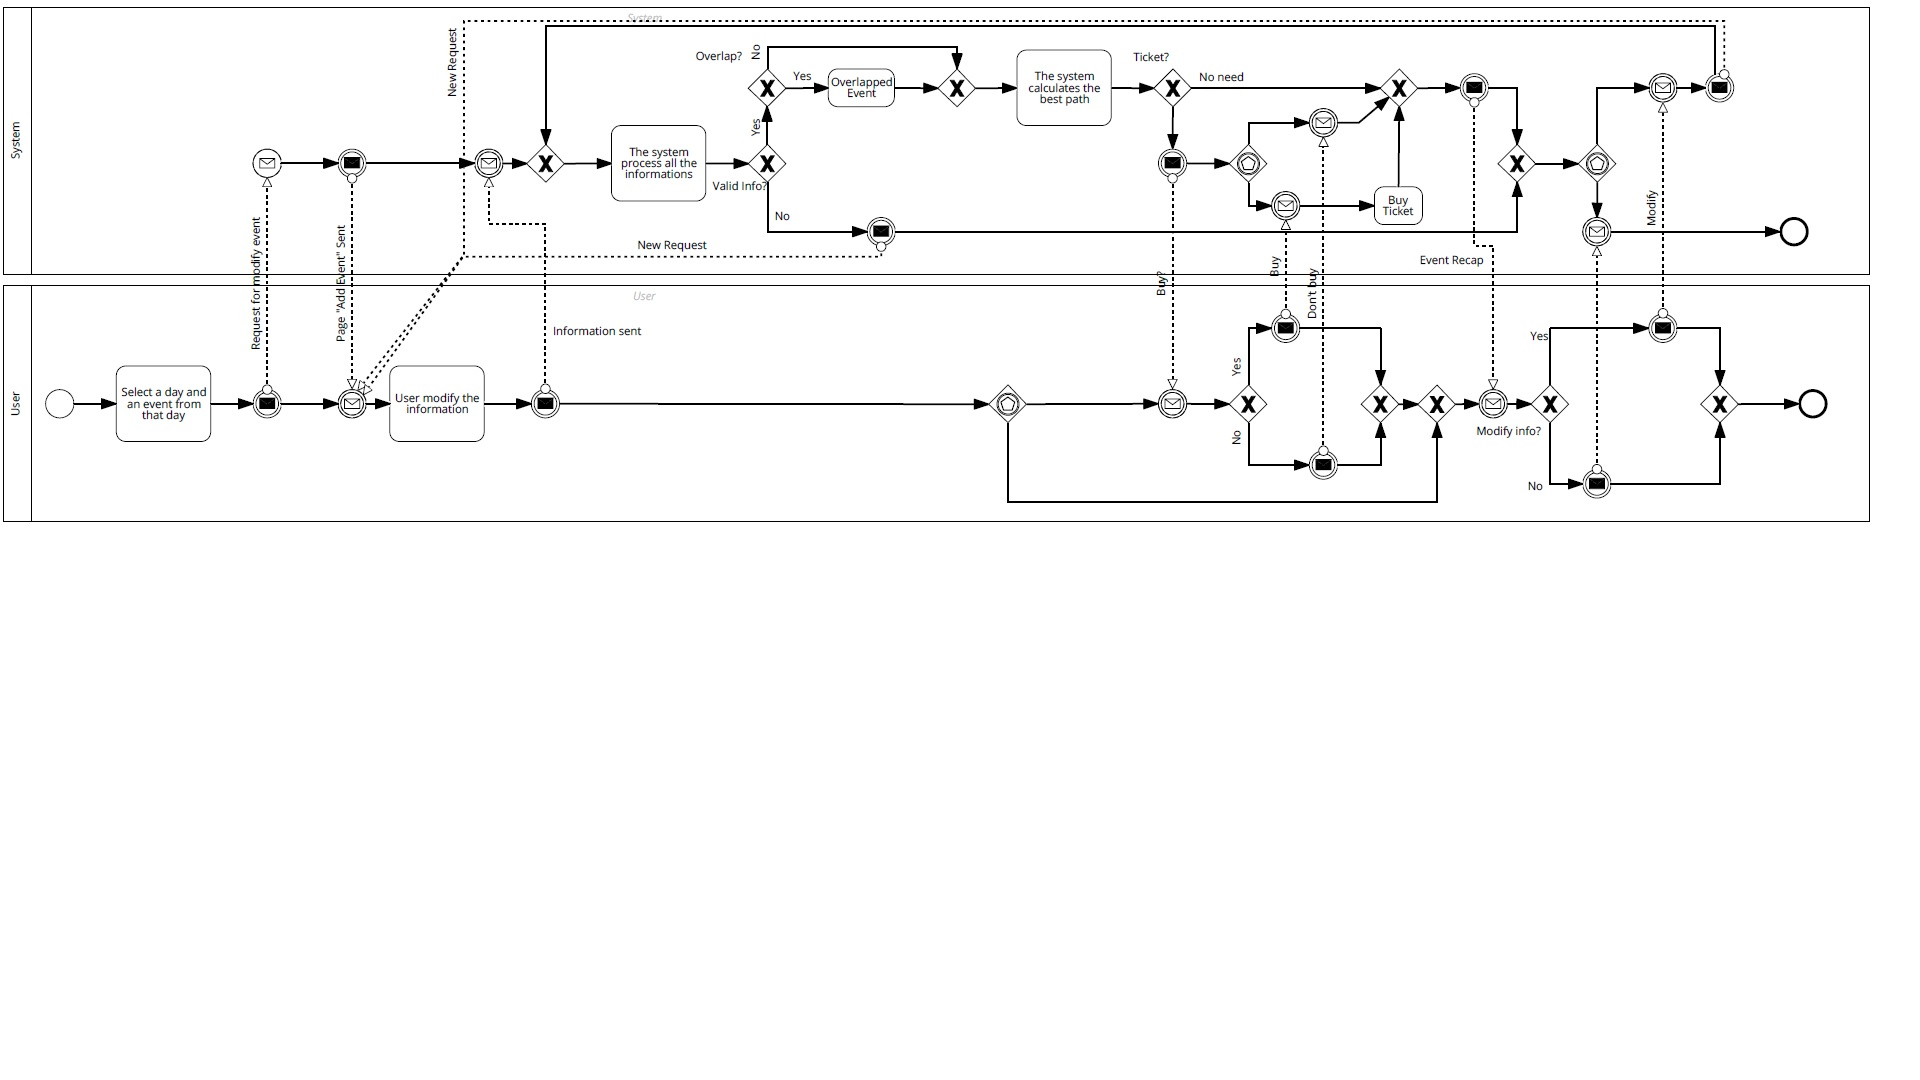 System
System
New Request
Overlap?
No
Yes
Overlapped
Event
The system
calculates the
best path
Ticket?
No need
Yes
The system
process all the
informations
Valid Info?
No
New Request
Buy
Ticket
Event Recap
Modify
Request for modify event
Page "Add Event" Sent
Information sent
Buy?
Buy
Don't buy
User
User
Select a day and
an event from
that day
User modify the
information
Yes
No
Modify info?
Yes
No